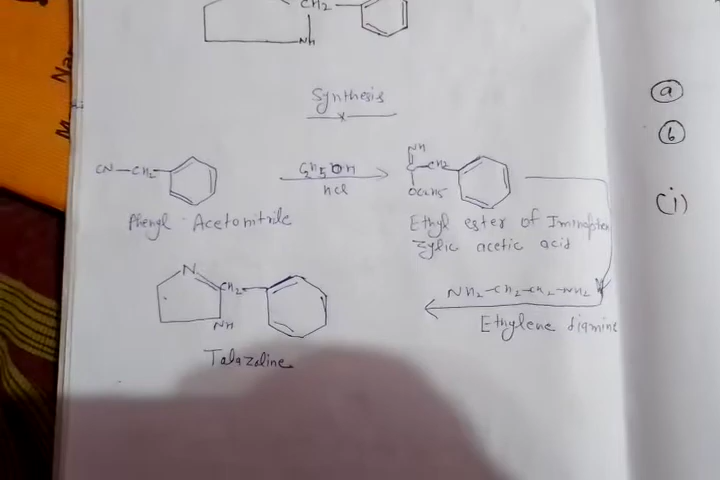 CH2
NH
Synthesis
CN-CH2
C2H5OH
HCl
NH
C-CH2
OC2H5
Phenyl Acetonitrile
Ethyl ester of
zylic acetic acid
N
CH2
NH
NH2-CH2-CH2-NH2
Ethylene diamine
Tolazoline
a
b
(i)